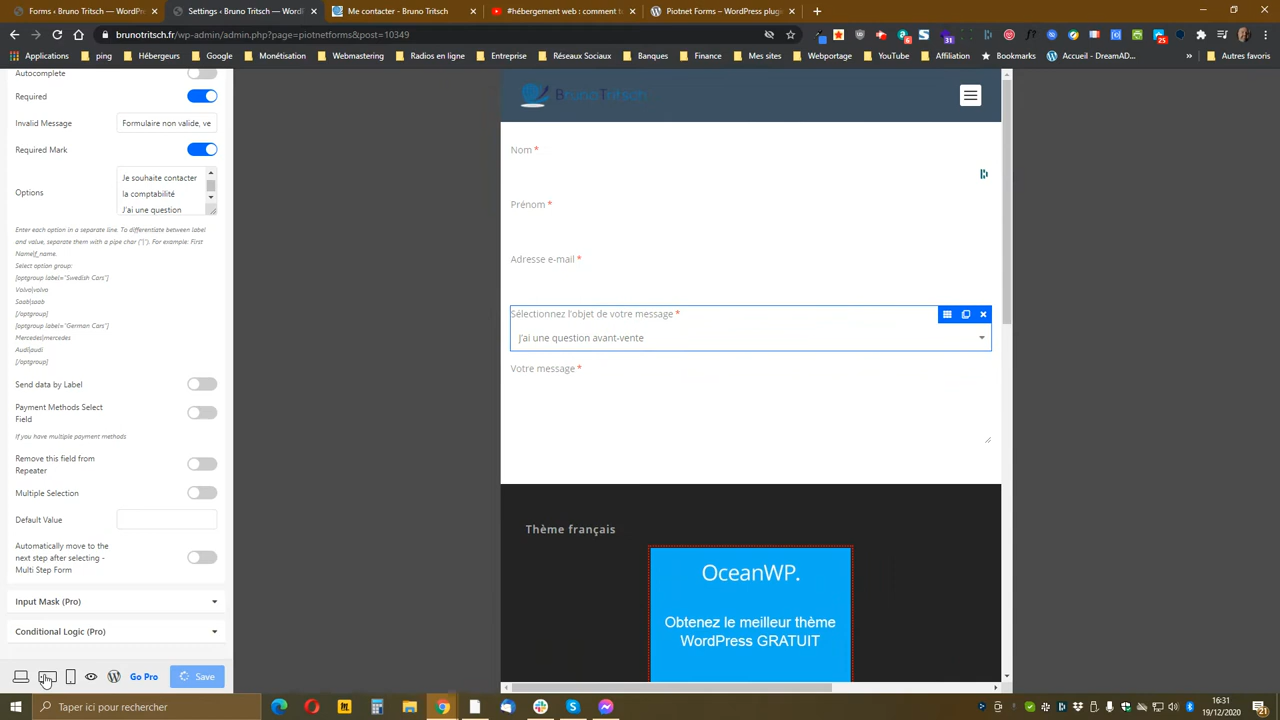 Formulaires - Bruno Tritsch — Wo
Settings ‹ Bruno Tritsch — WordP
Me contacter - Bruno Tritsch
#hébergement web : comment b
Piotnet Forms – WordPress
brunotritsch.fr/wp-admin/admin.php?page=piotnetforms&post=10349
Applications
ping
Hébergeurs
Google
Monétisation
Webportage
Radios en ligne
Entreprise
Réseaux Sociaux
Finance
Mes sites
Webportage
YouTube
Bookmarks
Accueil – DreamAD...
»
Autres favoris
Autocomplete
Required
Invalid Message
Formulaire non valide, ve
Required Mark
Options
Je souhaite contacter
la comptabilité
J'ai une question
Enter each option in a separate line. To differentiate between label
and value, separate them with a pipe char ("|"). For example: First
Name|f_name.
Select option group:
[optgroup label="Swedish Cars"]
Volvo|volvo
Saab|saab
[/optgroup]
[optgroup label="German Cars"]
Mercedes|mercedes
Audi|audi
[/optgroup]
Send data by Label
Payment Methods Select
Field
If you have multiple payment methods
Remove this field from
Repeater
Multiple Selection
Default Value
Automatically move to the
next step after selecting -
Multi Step Form
Input Mask (Pro)
Conditional Logic (Pro)
Go Pro
Save
BrunoTritsch
Nom *
Prénom *
Adresse e-mail *
Sélectionnez l'objet de votre message *
J'ai une question avant-vente
Votre message *
Thème français
OceanWP.
Obtenez le meilleur thème
WordPress GRATUIT
Taper ici pour rechercher
16:31
19/12/2020